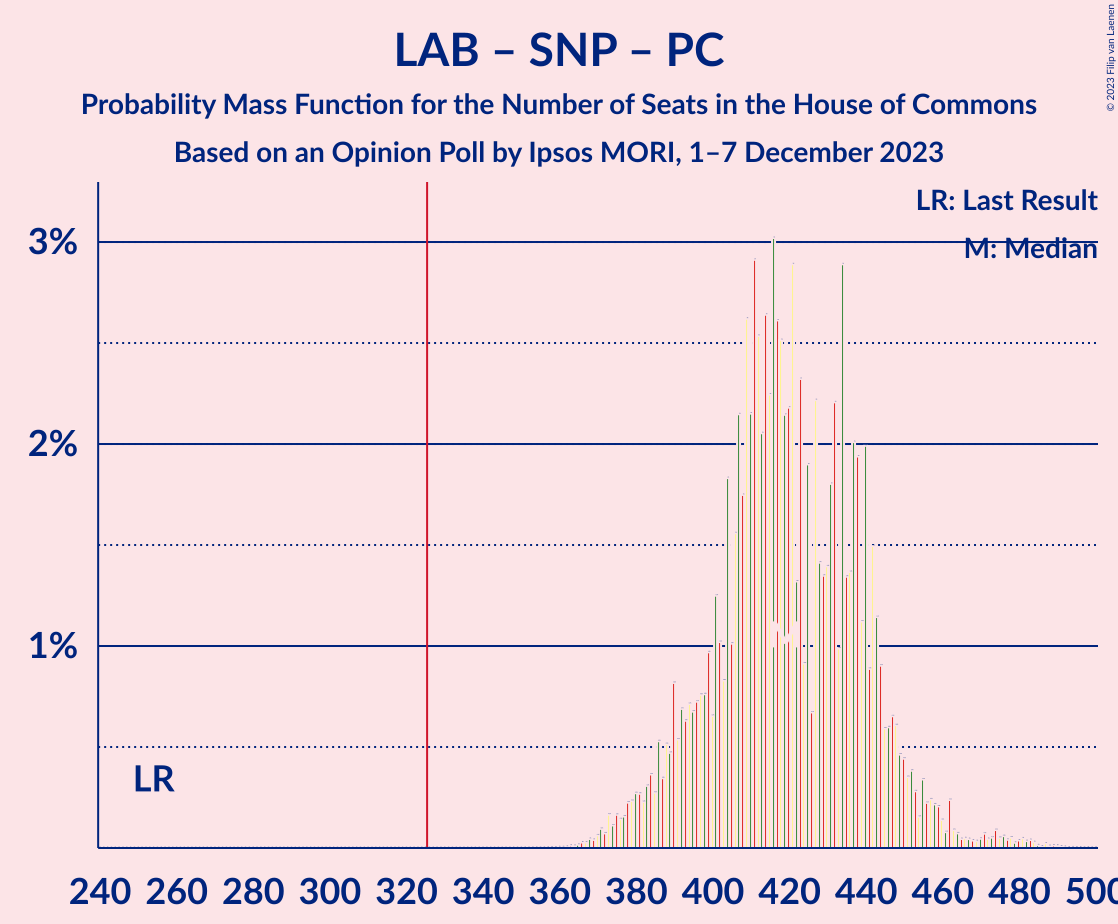 LAB – SNP – PC
Probability Mass Function for the Number of Seats in the House of Commons
Based on an Opinion Poll by Ipsos MORI, 1–7 December 2023
© 2023 Filip van Laenen
LR: Last Result
M: Median
3%
2%
1%
LR
240 260 280 300 320 340 360 380 400 420 440 460 480 500